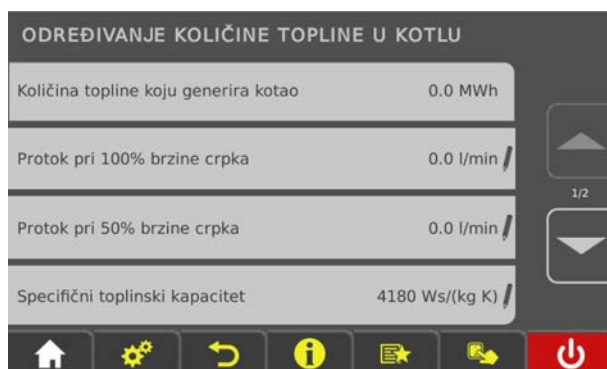 ODREĐIVANJE KOLIČINE TOPLINE U KOTLU
Količina topline koju generira kotao 0.0 MWh
Protok pri 100% brzine crpka 0.0 l/min
1/2
Protok pri 50% brzine crpka 0.0 l/min
Specifični toplinski kapacitet 4180 Ws/(kg K)